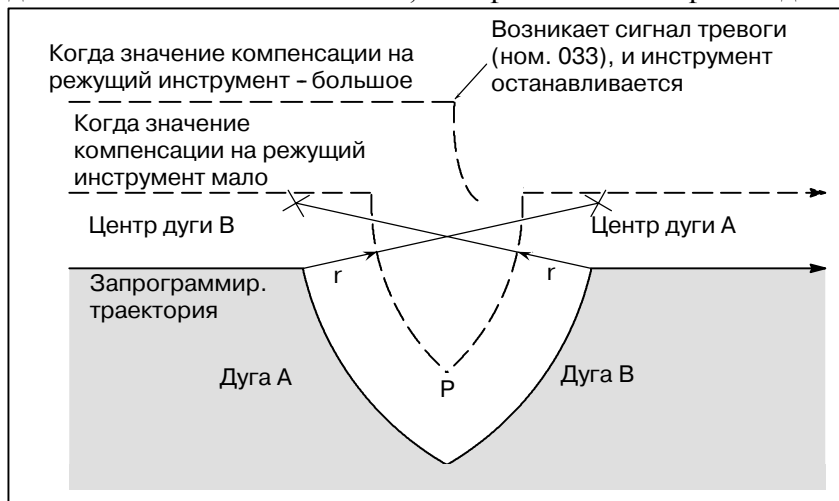 Возникает сигнал тревоги
(ном. 033), и инструмент
останавливается
Когда значение компенсации на
режущий инструмент – большое
Когда значение
компенсации на режущий
инструмент мало
Центр дуги В
Центр дуги А
Запрограммир.
траектория
r
r
Дуга А
P
Дуга В